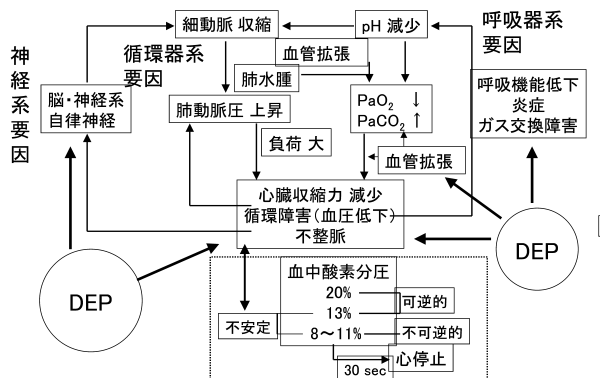 細動脈 収縮
pH 減少
呼吸器系
要因
神経系要因
循環器系
要因
血管拡張
肺水腫
脳・神経系
自律神経
肺動脈圧 上昇
PaO₂ ↓
PaCO₂ ↑
呼吸機能低下
炎症
ガス交換障害
負荷 大
血管拡張
心臓収縮力 減少
循環障害(血圧低下)
不整脈
DEP
DEP
血中酸素分圧
20%
13%
可逆的
不安定
8~11%
不可逆的
心停止
30 sec